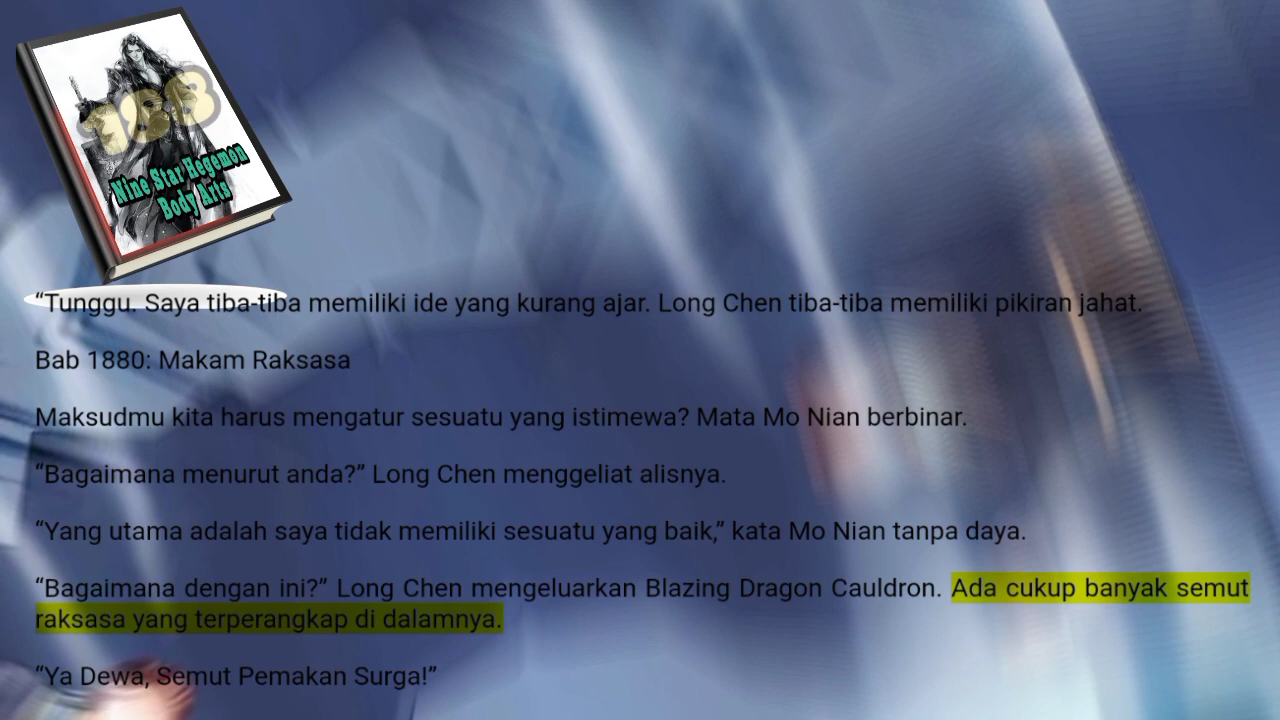 188
Nine Star Hegemon
Body Arts
“Tunggu. Saya tiba-tiba memiliki ide yang kurang ajar. Long Chen tiba-tiba memiliki pikiran jahat.
Bab 1880: Makam Raksasa
Maksudmu kita harus mengatur sesuatu yang istimewa? Mata Mo Nian berbinar.
“Bagaimana menurut anda?” Long Chen menggeliat alisnya.
“Yang utama adalah saya tidak memiliki sesuatu yang baik,” kata Mo Nian tanpa daya.
“Bagaimana dengan ini?” Long Chen mengeluarkan Blazing Dragon Cauldron. Ada cukup banyak semut
raksasa yang terperangkap di dalamnya.
“Ya Dewa, Semut Pemakan Surga!”